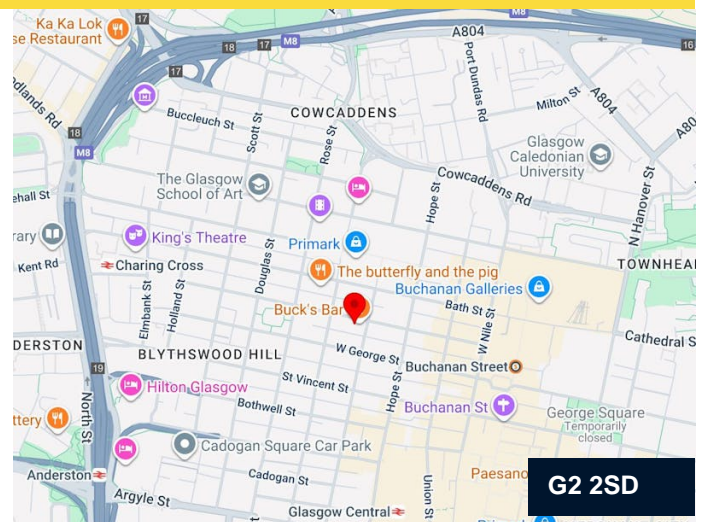 Ka Ka Lok
se Restaurant
18
17
M8
M8
A804
16
17
Port Dundas Rd
Milton St
A804
A80
odlands Rd
Buccleuch St
Scott St
COWCADDENS
Rose St
18
M8
Glasgow
Caledonian
University
The Glasgow
School of Art
Cowcaddens Rd
ehall St
Hope St
N Hanover St
rary
King's Theatre
Primark
Kent Rd
Charing Cross
Douglas St
The butterfly and the pig
TOWNHEA
Buchanan Galleries
Elmbank St
Holland St
Buck's Bar
Bath St
W Nile St
Cathedral S
DERSTON
BLYTHSWOOD HILL
W George St
19
Buchanan Street
Hilton Glasgow
St Vincent St
Hope St
North St
Bothwell St
Buchanan St
George Square
Temporarily
closed
ttery
Cadogan Square Car Park
Anderston
Cadogan St
Union St
Paesano
G2 2SD
Argyle St
Glasgow Central